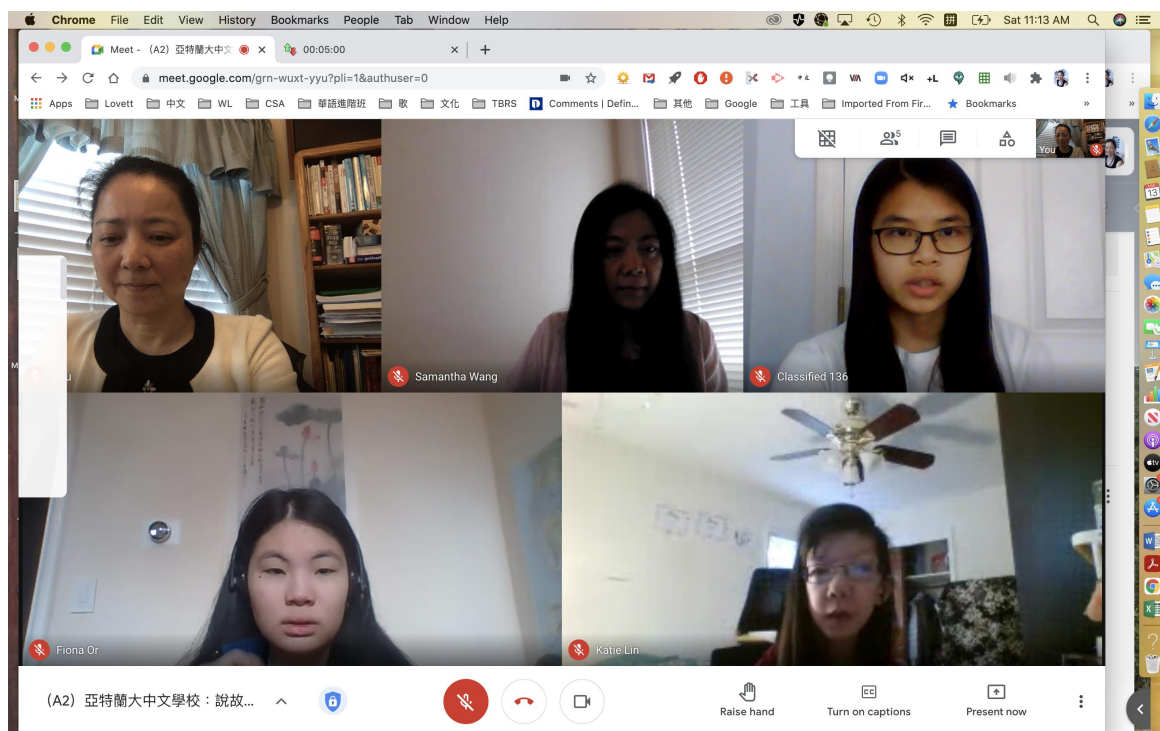 Chrome File Edit View History Bookmarks People Tab Window Help
Sat 11:13 AM
Meet - （A2）亞特蘭大中文
00:05:00
meet.google.com/grn-wuxt-yyu?pli=1&authuser=0
Apps Lovett 中文 WL CSA 華語進階班 歌 文化 TBRS Comments | Defin... 其他 Google 工具 Imported From Fir... Bookmarks
5
You
Samantha Wang
Classified 136
Fiona Or
Katie Lin
（A2）亞特蘭大中文學校：說故...
Raise hand
Turn on captions
Present now
13